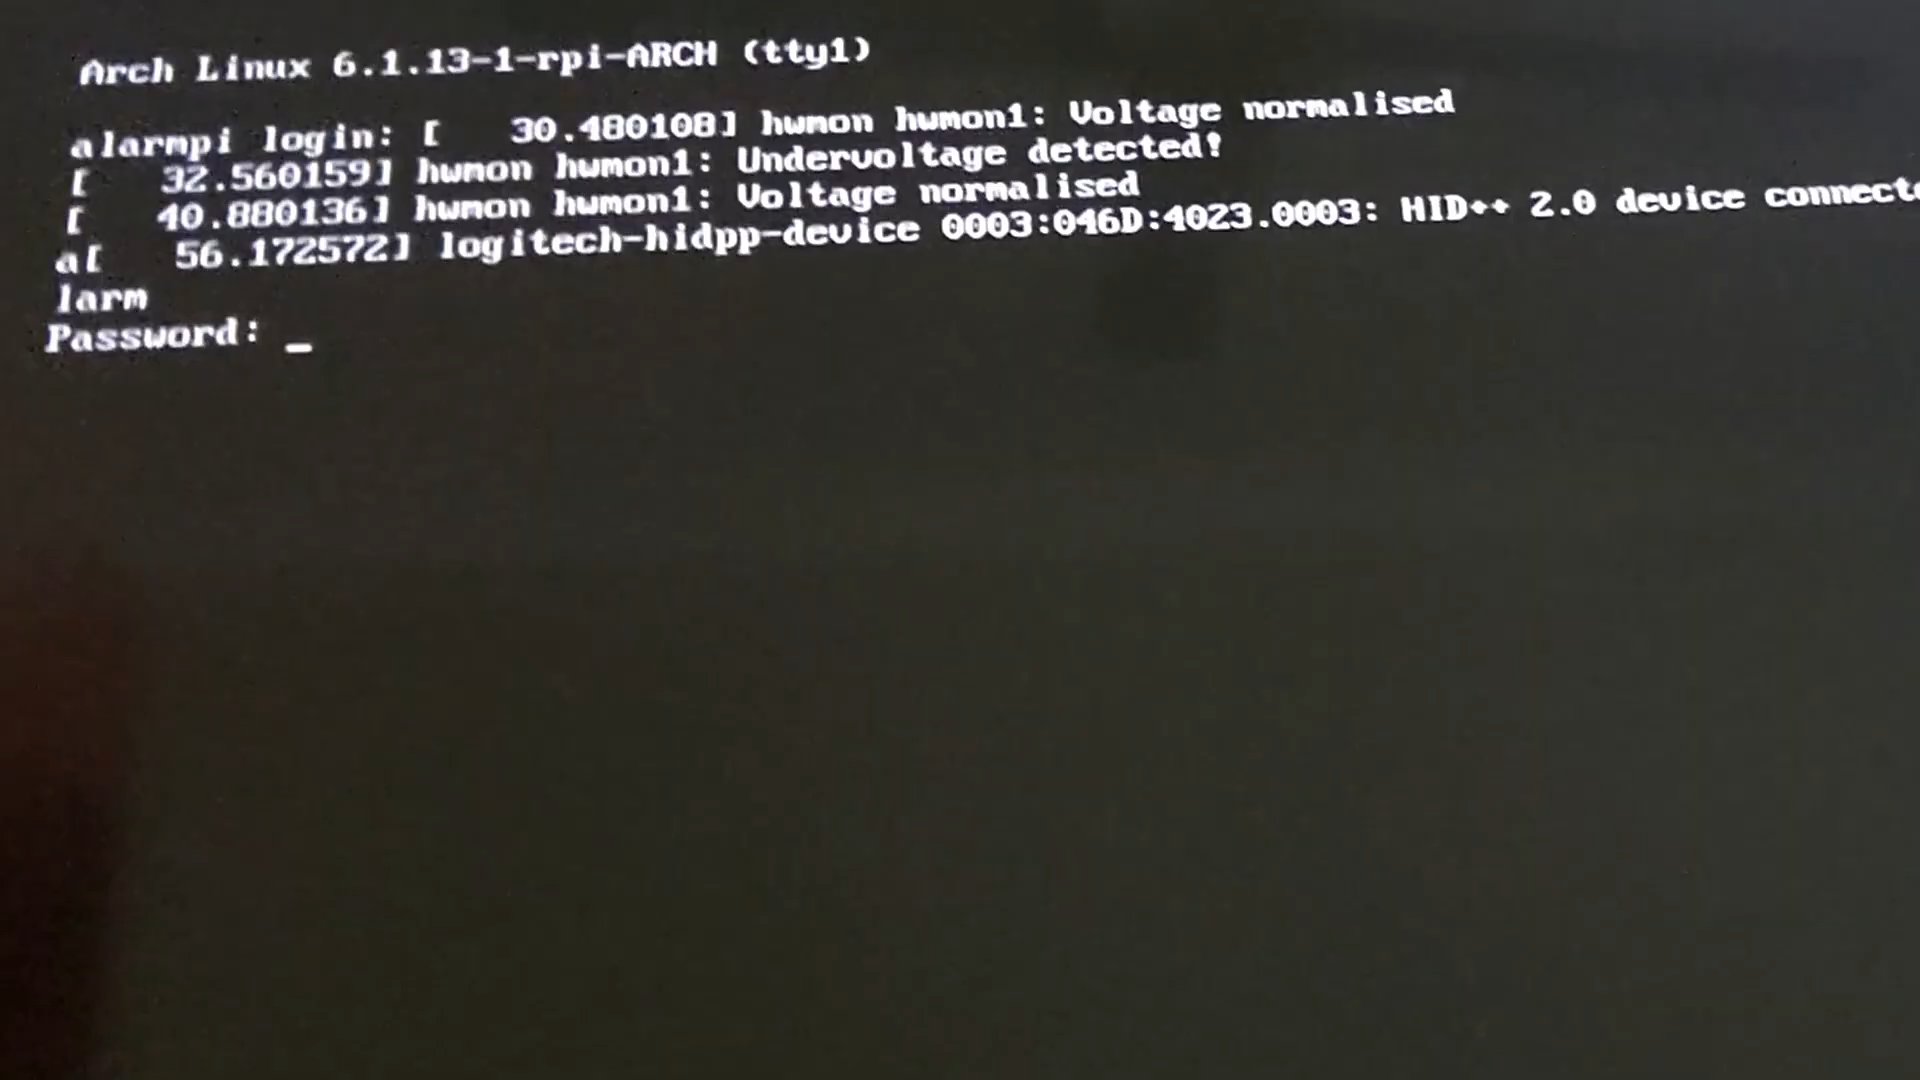 Arch Linux 6.1.13-1-rpi-ARCH (tty1)
alarmpi login: [   30.480108] hwmon hwmon1: Voltage normalised
[   32.560159] hwmon hwmon1: Undervoltage detected!
[   40.880136] hwmon hwmon1: Voltage normalised
a[   56.172572] logitech-hidpp-device 0003:046D:4023.0003: HID++ 2.0 device
larm
Password: _